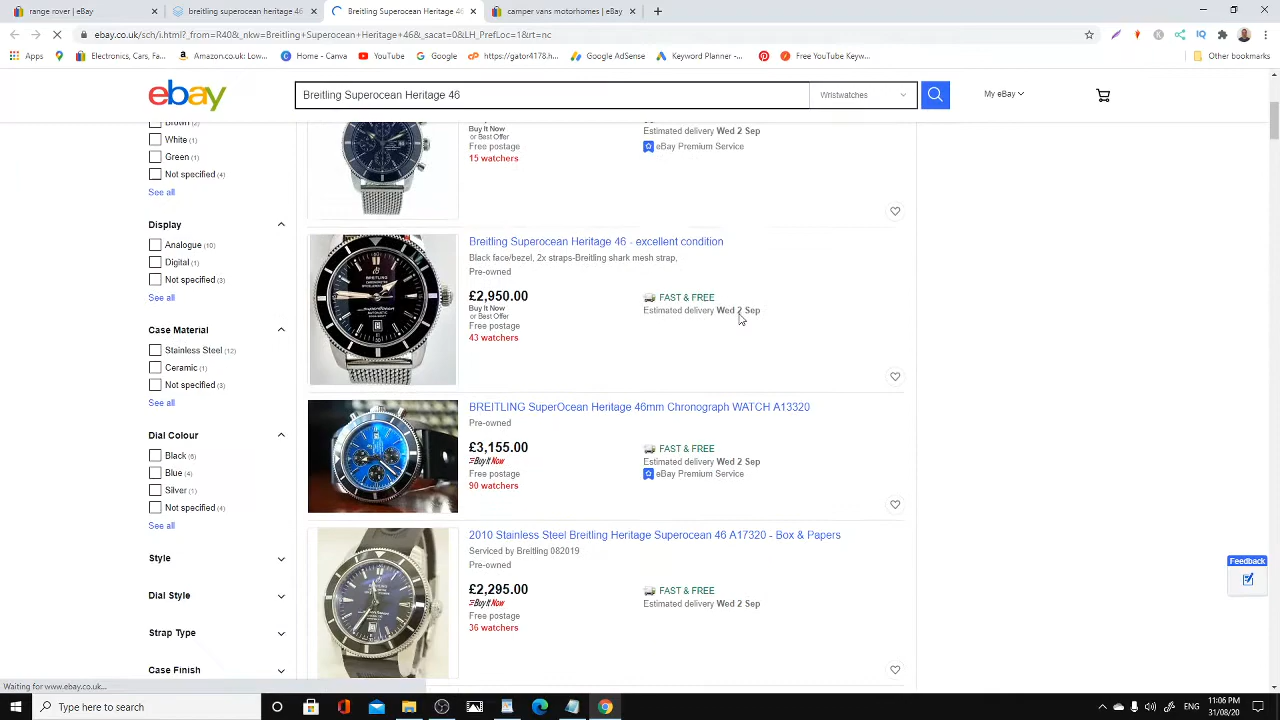 range rover | eBay
breitling superocean heritage 46
breitling superocean heritage 46
camper vans motorhomes | eBay
ebay.co.uk/sch/i.html?_from=R40&_nkw=Breitling+Superocean+Heritage+46&_sacat=0&LH_PrefLoc=1&rt=nc
Apps
Electronics, Cars, Fa...
Amazon.co.uk: Low...
Home - Canva
YouTube
Google
https://gator4178.h...
Google AdSense
Keyword Planner -...
Free YouTube Keyw...
Other bookmarks
ebay
Breitling Superocean Heritage 46
Wristwatches
My eBay
Brown (2)
White (1)
Green (1)
Not specified (4)
See all
Display
Analogue (10)
Digital (1)
Not specified (3)
See all
Case Material
Stainless Steel (12)
Ceramic (1)
Not specified (3)
See all
Dial Colour
Black (6)
Blue (4)
Silver (1)
Not specified (4)
See all
Style
Dial Style
Strap Type
Case Finish
Buy It Now
or Best Offer
Free postage
15 watchers
Estimated delivery Wed 2 Sep
eBay Premium Service
Breitling Superocean Heritage 46 - excellent condition
Black face/bezel, 2x straps-Breitling shark mesh strap,
Pre-owned
£2,950.00
Buy It Now
or Best Offer
Free postage
43 watchers
FAST & FREE
Estimated delivery Wed 2 Sep
BREITLING
BREITLING SuperOcean Heritage 46mm Chronograph WATCH A13320
Pre-owned
£3,155.00
Buy It Now
Free postage
90 watchers
FAST & FREE
Estimated delivery Wed 2 Sep
eBay Premium Service
2010 Stainless Steel Breitling Heritage Superocean 46 A17320 - Box & Papers
Serviced by Breitling 082019
Pre-owned
£2,295.00
Buy It Now
Free postage
36 watchers
FAST & FREE
Estimated delivery Wed 2 Sep
Feedback
Waiting for www.ebay.co.uk...
Type here to search
ENG
11:06 PM
31/08/20